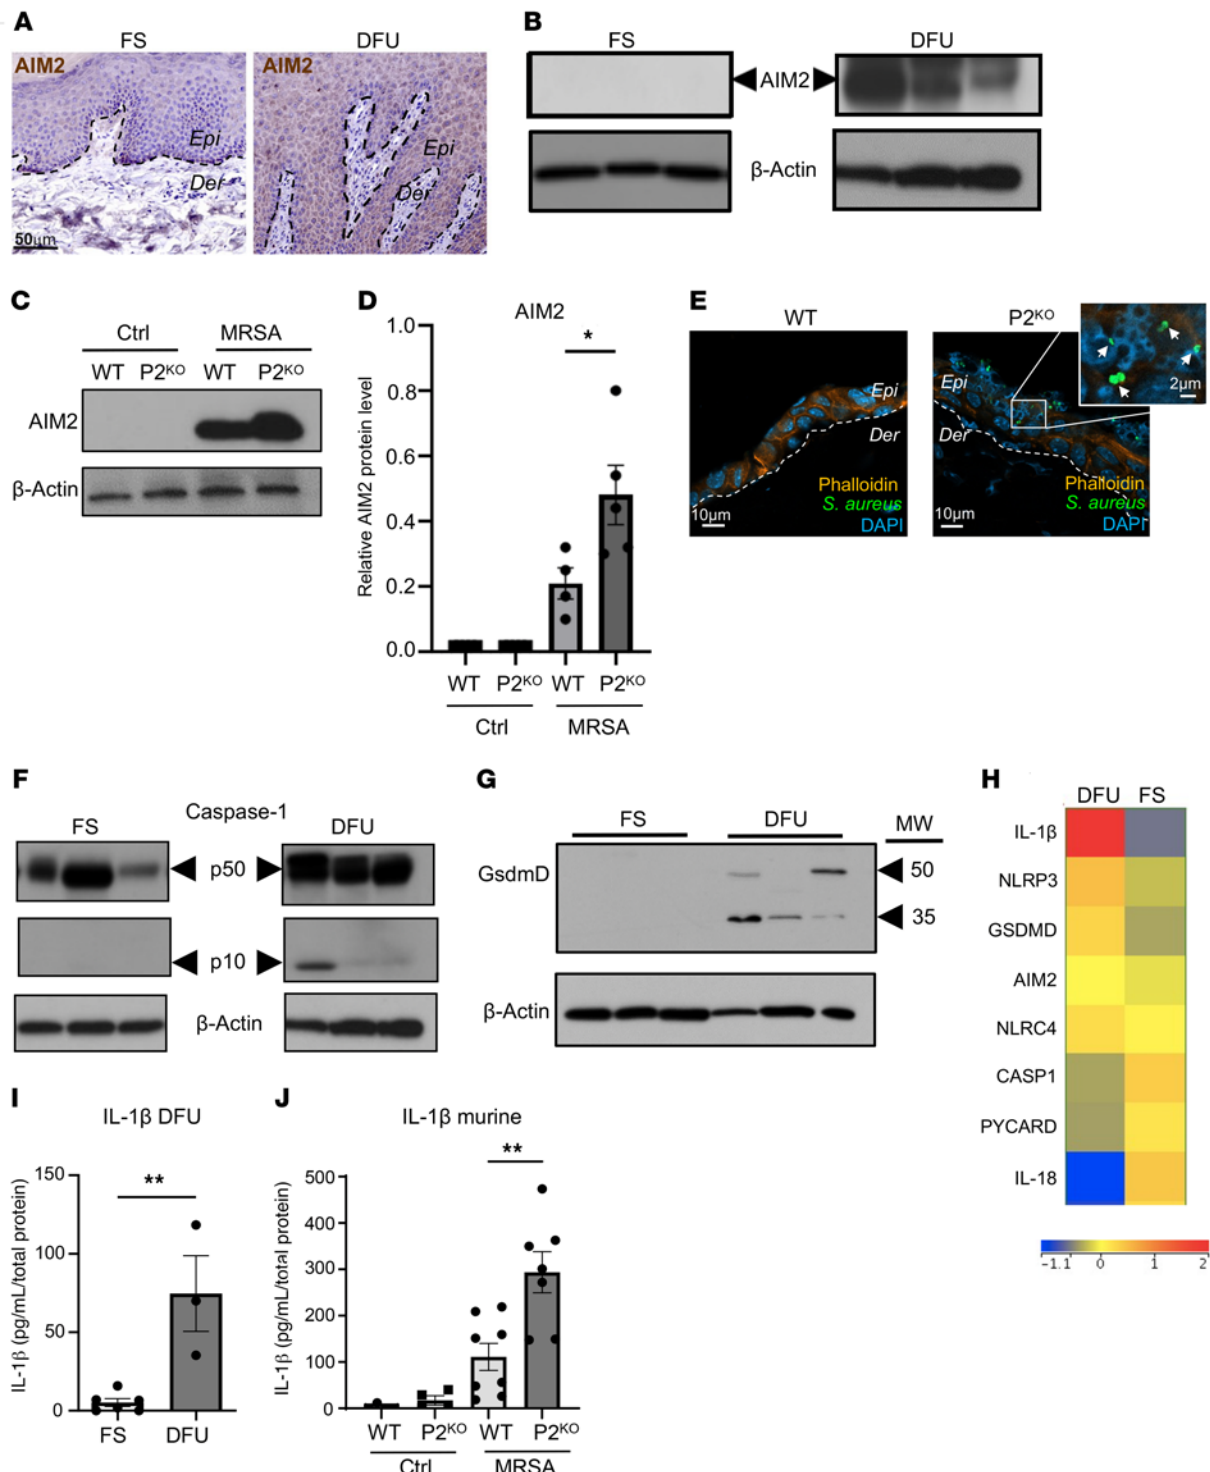 A
FS
DFU
AIM2
AIM2
Epi
Der
Epi
Der
50μm
B
FS
DFU
AIM2
β-Actin
C
Ctrl
MRSA
WT P2KO WT P2KO
AIM2
β-Actin
D
AIM2
*
Relative AIM2 protein level
1.0
0.8
0.6
0.4
0.2
0.0
WT P2KO WT P2KO
Ctrl
MRSA
E
WT
P2KO
Epi
Der
Phalloidin
S. aureus
DAPI
10μm
Epi
Der
2μm
Phalloidin
S. aureus
DAPI
10μm
F
Caspase-1
FS
DFU
p50
p10
β-Actin
G
FS
DFU
MW
GsdmD
50
35
β-Actin
H
DFU FS
IL-1β
NLRP3
GSDMD
AIM2
NLRC4
CASP1
PYCARD
IL-18
-1.1 0 1 2
I
IL-1β DFU
**
IL-1β (pg/mL/total protein)
150
100
50
0
FS
DFU
J
IL-1β murine
**
IL-1β (pg/mL/total protein)
500
400
300
200
100
0
WT P2KO WT P2KO
Ctrl
MRSA